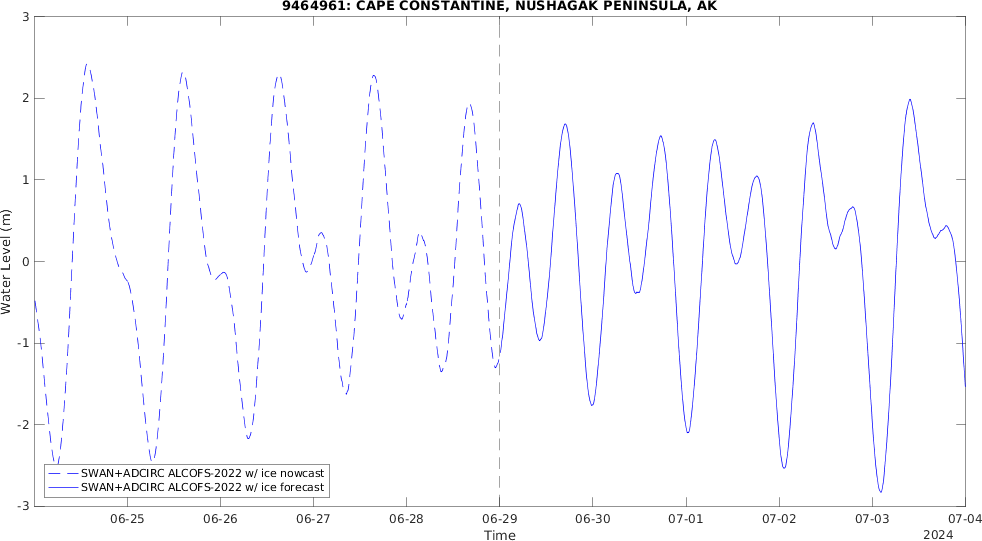 9464961: CAPE CONSTANTINE, NUSHAGAK PENINSULA, AK
3
2
1
0
-1
-2
-3
Water Level (m)
SWAN+ADCIRC ALCOFS-2022 w/ ice nowcast
SWAN+ADCIRC ALCOFS-2022 w/ ice forecast
06-25 06-26 06-27 06-28 06-29 06-30 07-01 07-02 07-03 07-04
Time
2024